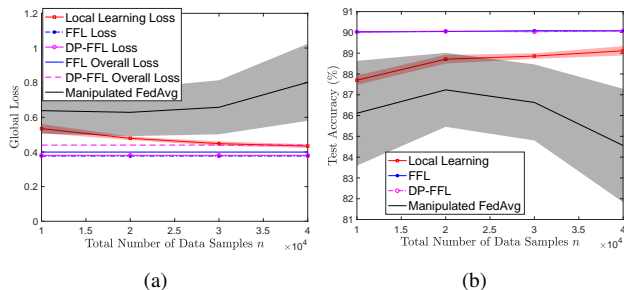 1.2
1
0.8
0.6
0.4
0.2
0
Global Loss
Local Learning Loss
FFL Loss
DP-FFL Loss
FFL Overall Loss
DP-FFL Overall Loss
Manipulated FedAvg
1 1.5 2 2.5 3 3.5 4
Total Number of Data Samples n ×10⁴
(a)
91
90
89
88
87
86
85
84
83
82
81
Test Accuracy (%)
Local Learning
FFL
DP-FFL
Manipulated FedAvg
1 1.5 2 2.5 3 3.5 4
Total Number of Data Samples n ×10⁴
(b)